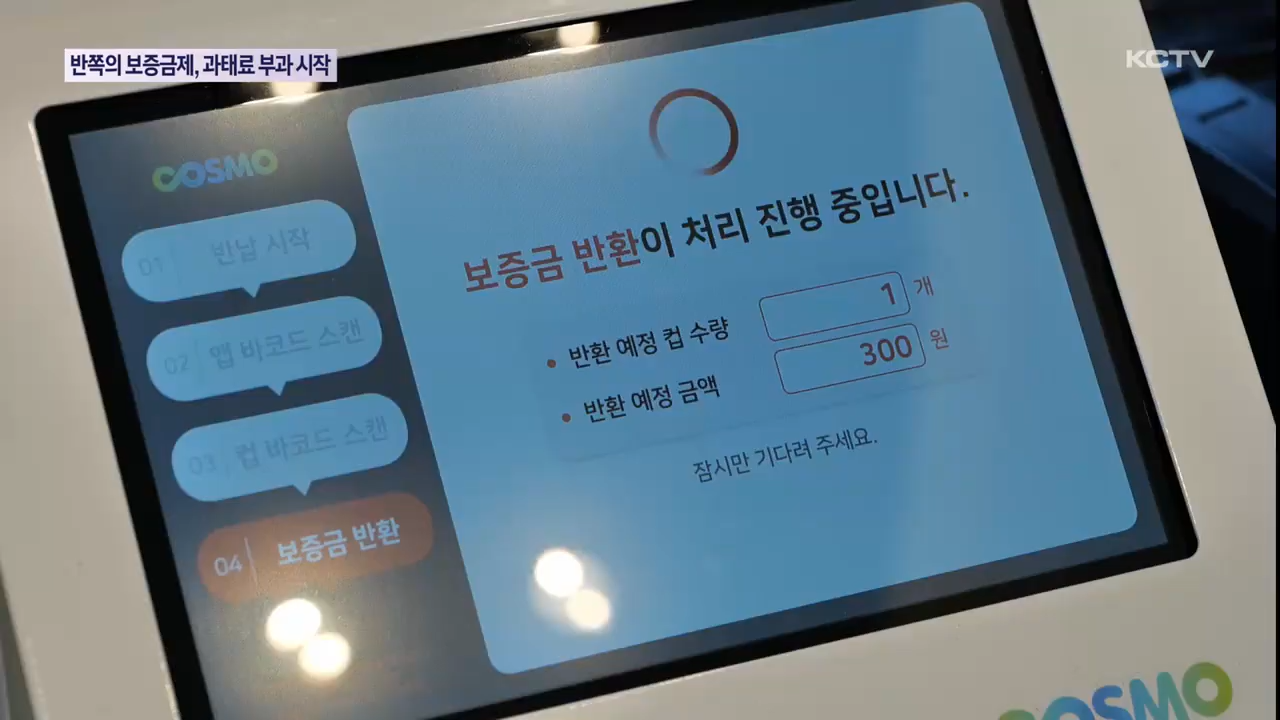 반쪽의 보증금제, 과태료 부과 시작
KCTV
COSMO
01 반납 시작
02 앱 바코드 스캔
03 컵 바코드 스캔
04 보증금 반환
보증금 반환이 처리 진행 중입니다.
• 반환 예정 컵 수량 1 개
• 반환 예정 금액 300 원
잠시만 기다려 주세요.
COSMO